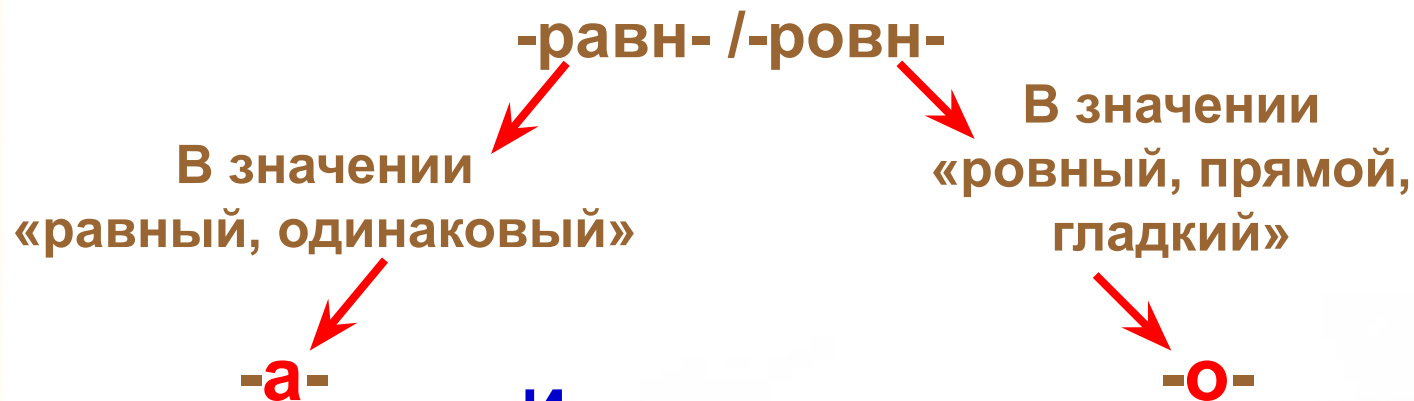 -равн- /-ровн-
В значении
«равный, одинаковый»
В значении
«ровный, прямой,
гладкий»
-а-
-о-